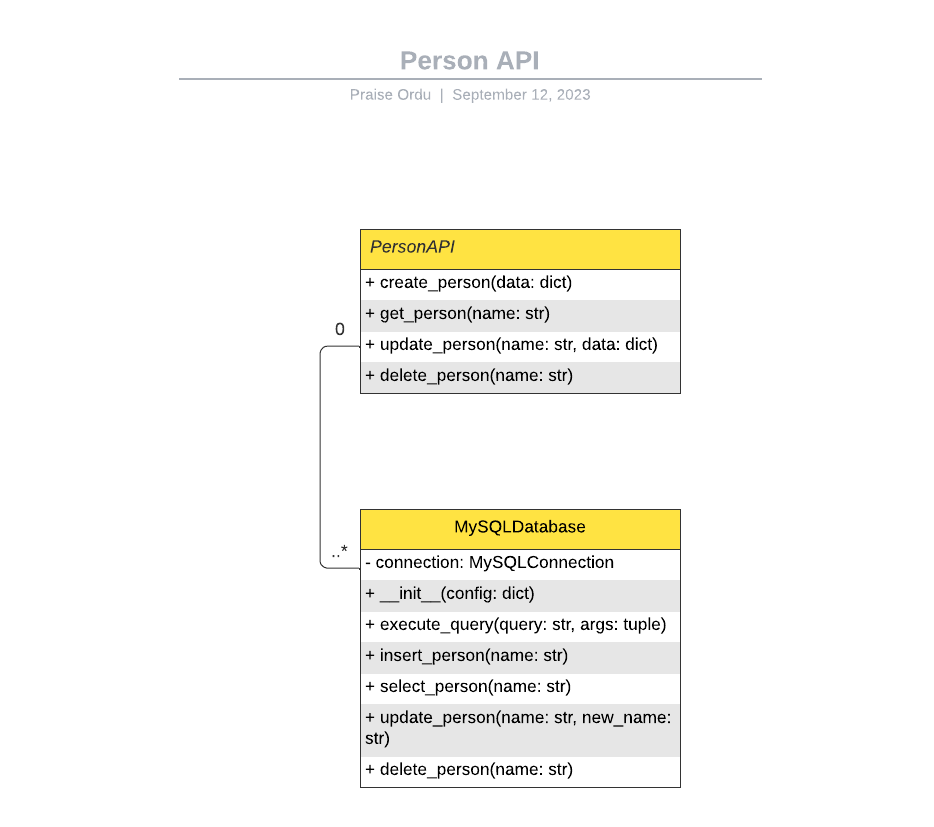 Person API
Praise Ordu | September 12, 2023
PersonAPI
+ create_person(data: dict)
+ get_person(name: str)
0
+ update_person(name: str, data: dict)
+ delete_person(name: str)
MySQLDatabase
..*
- connection: MySQLConnection
+ __init__(config: dict)
+ execute_query(query: str, args: tuple)
+ insert_person(name: str)
+ select_person(name: str)
+ update_person(name: str, new_name:
str)
+ delete_person(name: str)